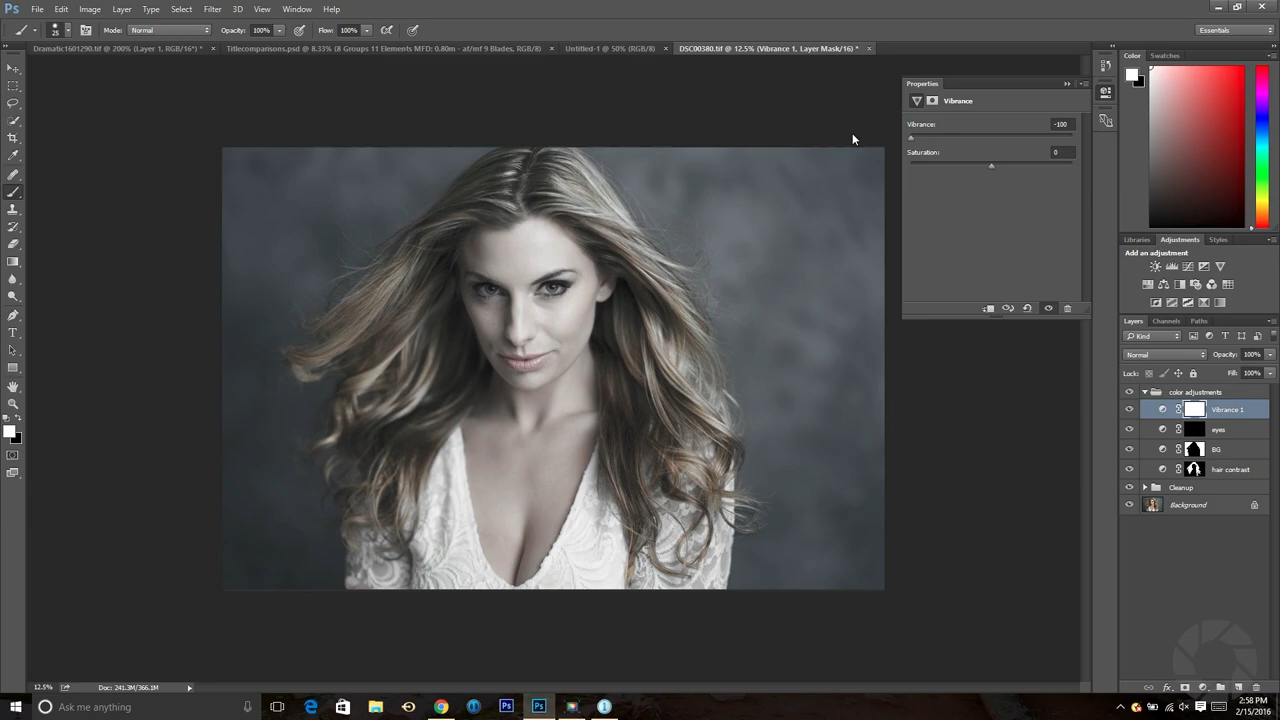 Ps File Edit Image Layer Type Select Filter 3D View Window Help
25 Mode: Normal Opacity: 100% Flow: 100% Essentials
Dramatic1601290.tif @ 200% (Layer 1, RGB/16*) * Titlecomparisons.psd @ 8.33% (8 Groups 11 Elements MFD: 0.80m - af/mf 9 Blades, RGB/8) Untitled-1 @ 50% (RGB/8) DSC00380.tif @ 12.5% (Vibrance 1, Layer Mask/16) *
Color Swatches
Properties
Vibrance
Vibrance: -100
Saturation: 0
Libraries Adjustments Styles
Add an adjustment
Layers Channels Paths
Kind
Normal Opacity: 100%
Lock: Fill: 100%
color adjustments
Vibrance 1
eyes
BG
hair contrast
Cleanup
Background
12.5% Doc: 241.3M/366.1M
Ask me anything
Ps Ps
2:58 PM
2/15/2016